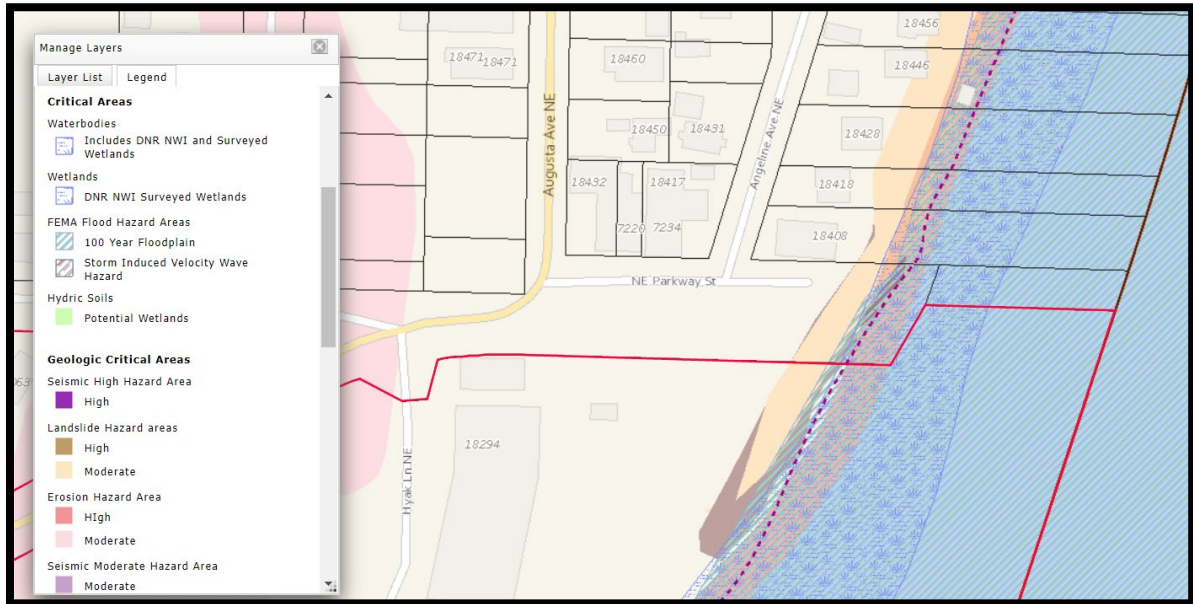 Manage Layers
Layer List
Legend
Critical Areas
Waterbodies
Includes DNR NWI and Surveyed
Wetlands
Wetlands
DNR NWI Surveyed Wetlands
FEMA Flood Hazard Areas
100 Year Floodplain
Storm Induced Velocity Wave
Hazard
Hydric Soils
Potential Wetlands
Geologic Critical Areas
Seismic High Hazard Area
High
Landslide Hazard areas
High
Moderate
Erosion Hazard Area
HIgh
Moderate
Seismic Moderate Hazard Area
Moderate
18471
18471
18460
18456
18446
18450
18431
18428
18432
18417
18418
7220
7234
18408
Augusta Ave NE
Angeline Ave NE
NE Parkway St
Hyak Ln NE
18294